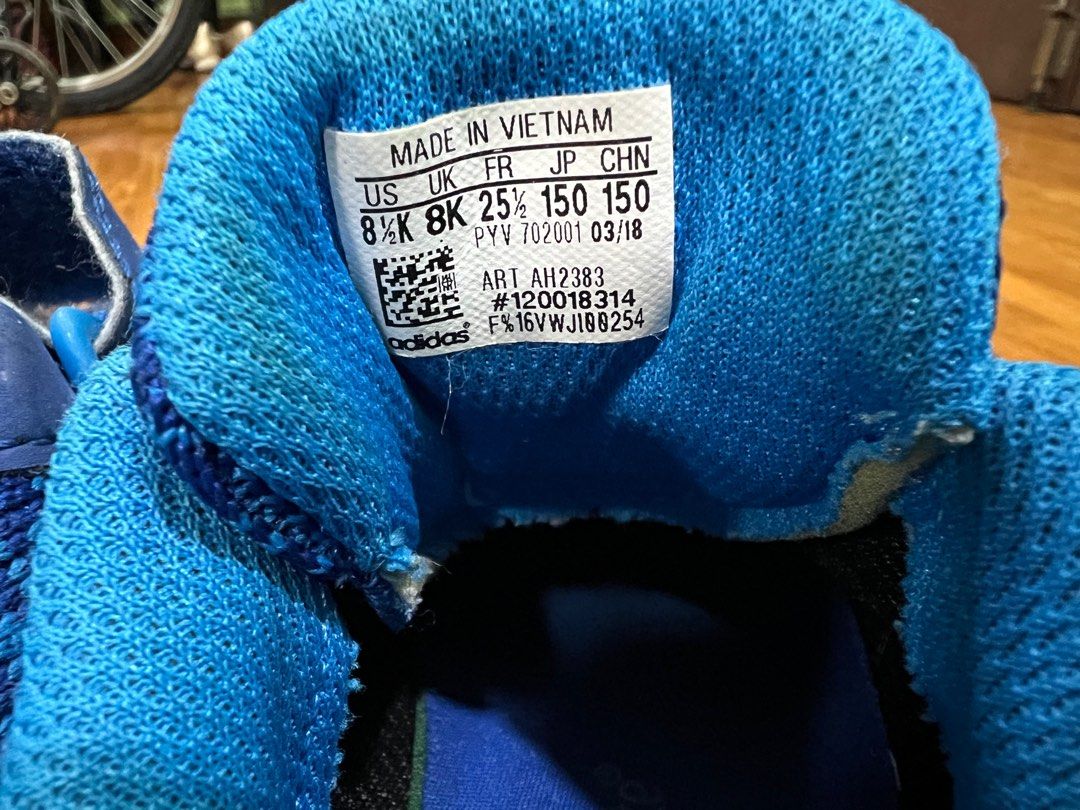 MADE IN VIETNAM
US UK FR JP CHN
8½K 8K 25½ 150 150
PYV 702001 03/18
ART AH2383
#120018314
F%16VWJI00254
adidas®